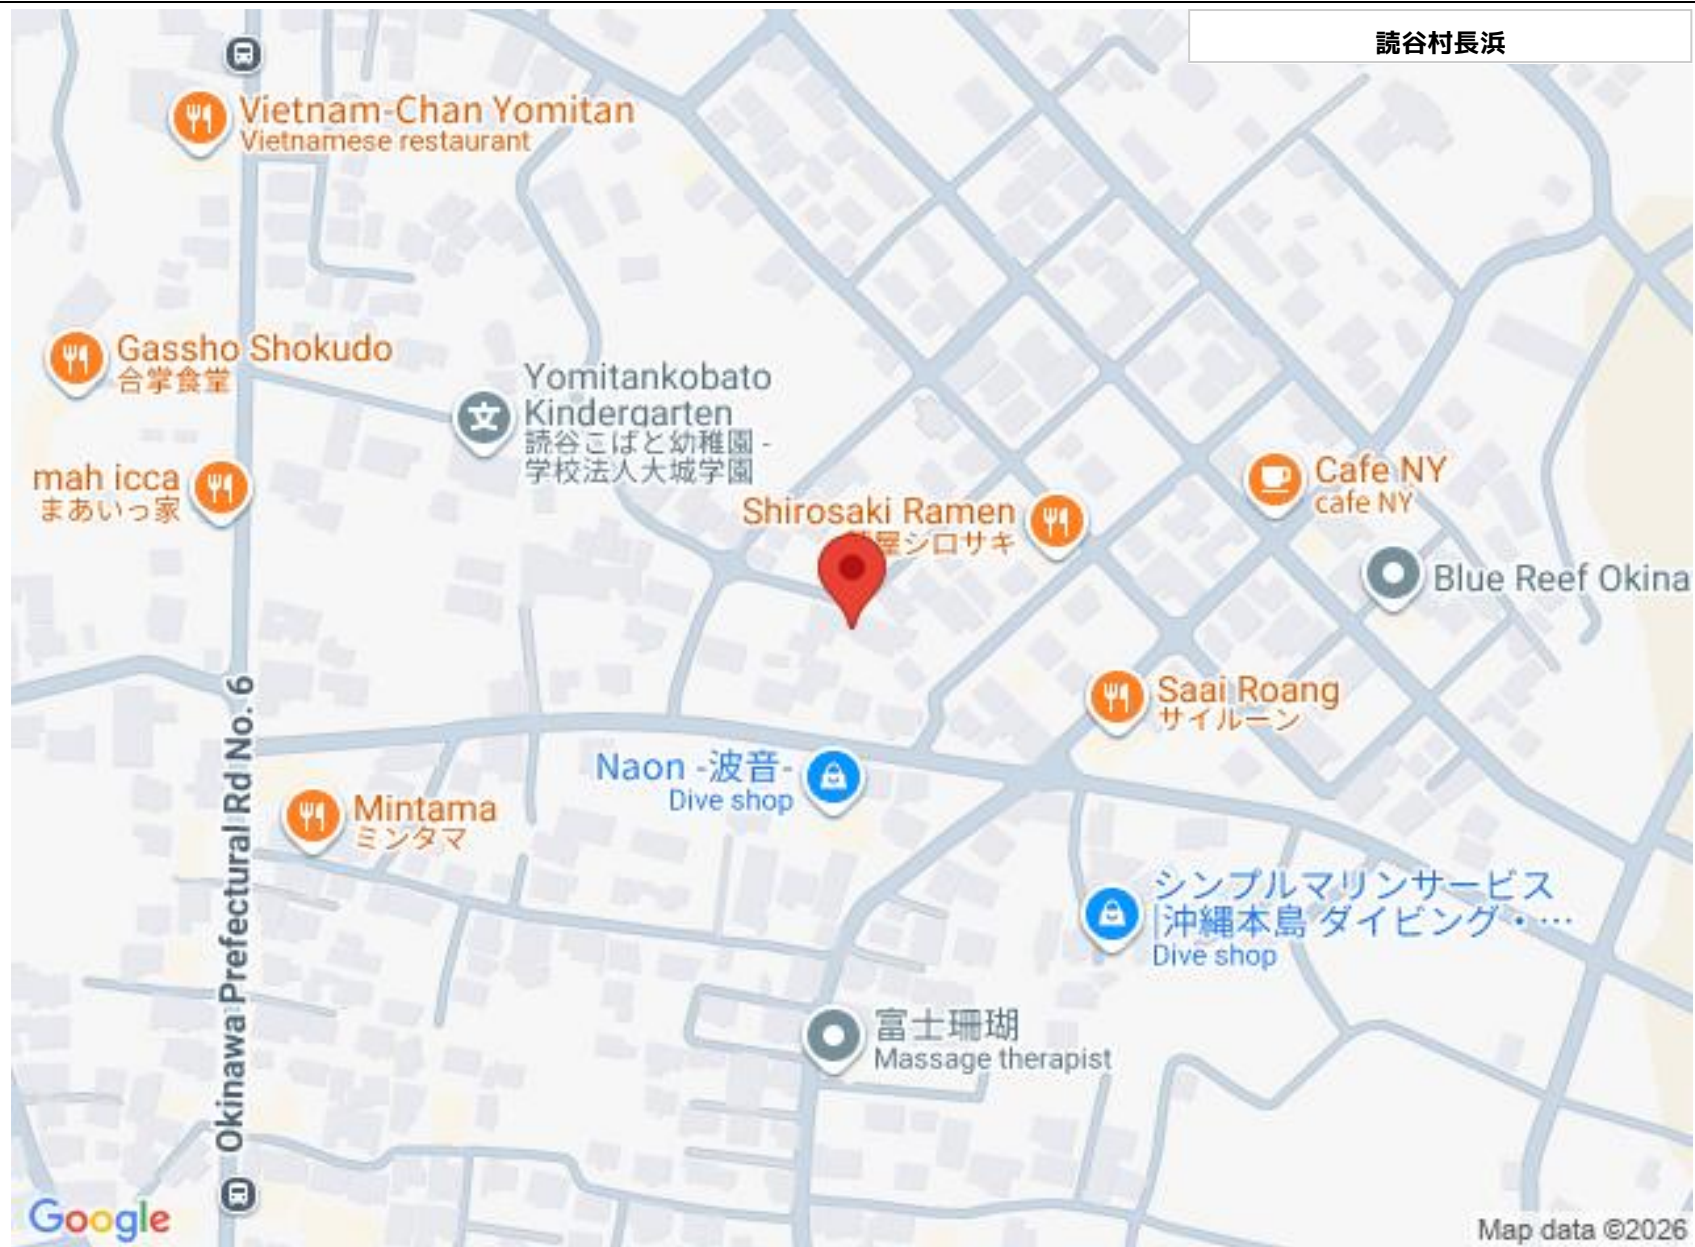 読谷村長浜
Vietnam-Chan Yomitan
Vietnamese restaurant
Gassho Shokudo
合掌食堂
Yomitankobato
Kindergarten
読谷こばと幼稚園 -
学校法人大城学園
mah icca
まあいっ家
Shirosaki Ramen
屋シロサキ
Cafe NY
cafe NY
Blue Reef Okina
Saai Roang
サイルーン
Naon -波音-
Dive shop
Mintama
ミンタマ
Okinawa Prefectural Rd No. 6
シンプルマリンサービス
|沖縄本島 ダイビング・…
Dive shop
富士珊瑚
Massage therapist
Google
Map data ©2026